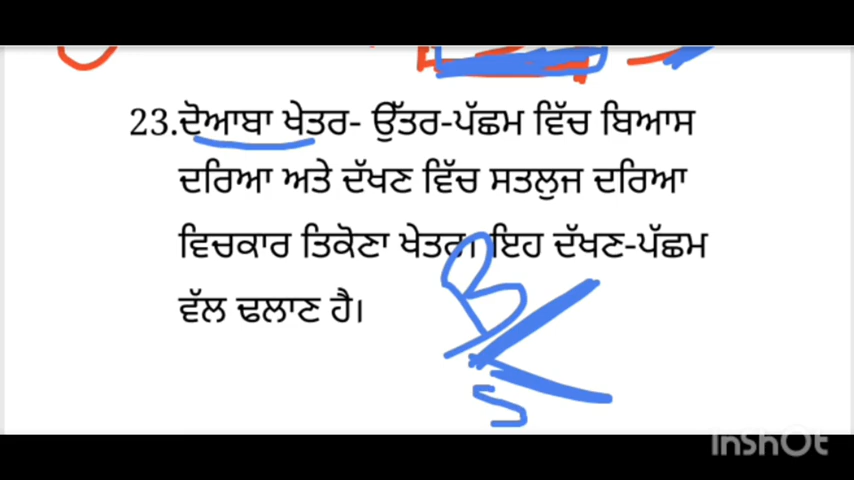 23.ਦੋਆਬਾ ਖੇਤਰ- ਉੱਤਰ-ਪੱਛਮ ਵਿੱਚ ਬਿਆਸ
ਦਰਿਆ ਅਤੇ ਦੱਖਣ ਵਿੱਚ ਸਤਲੁਜ ਦਰਿਆ
ਵਿਚਕਾਰ ਤਿਕੋਣਾ ਖੇਤਰ। ਇਹ ਦੱਖਣ-ਪੱਛਮ
ਵੱਲ ਢਲਾਣ ਹੈ।
B
S
InShOt